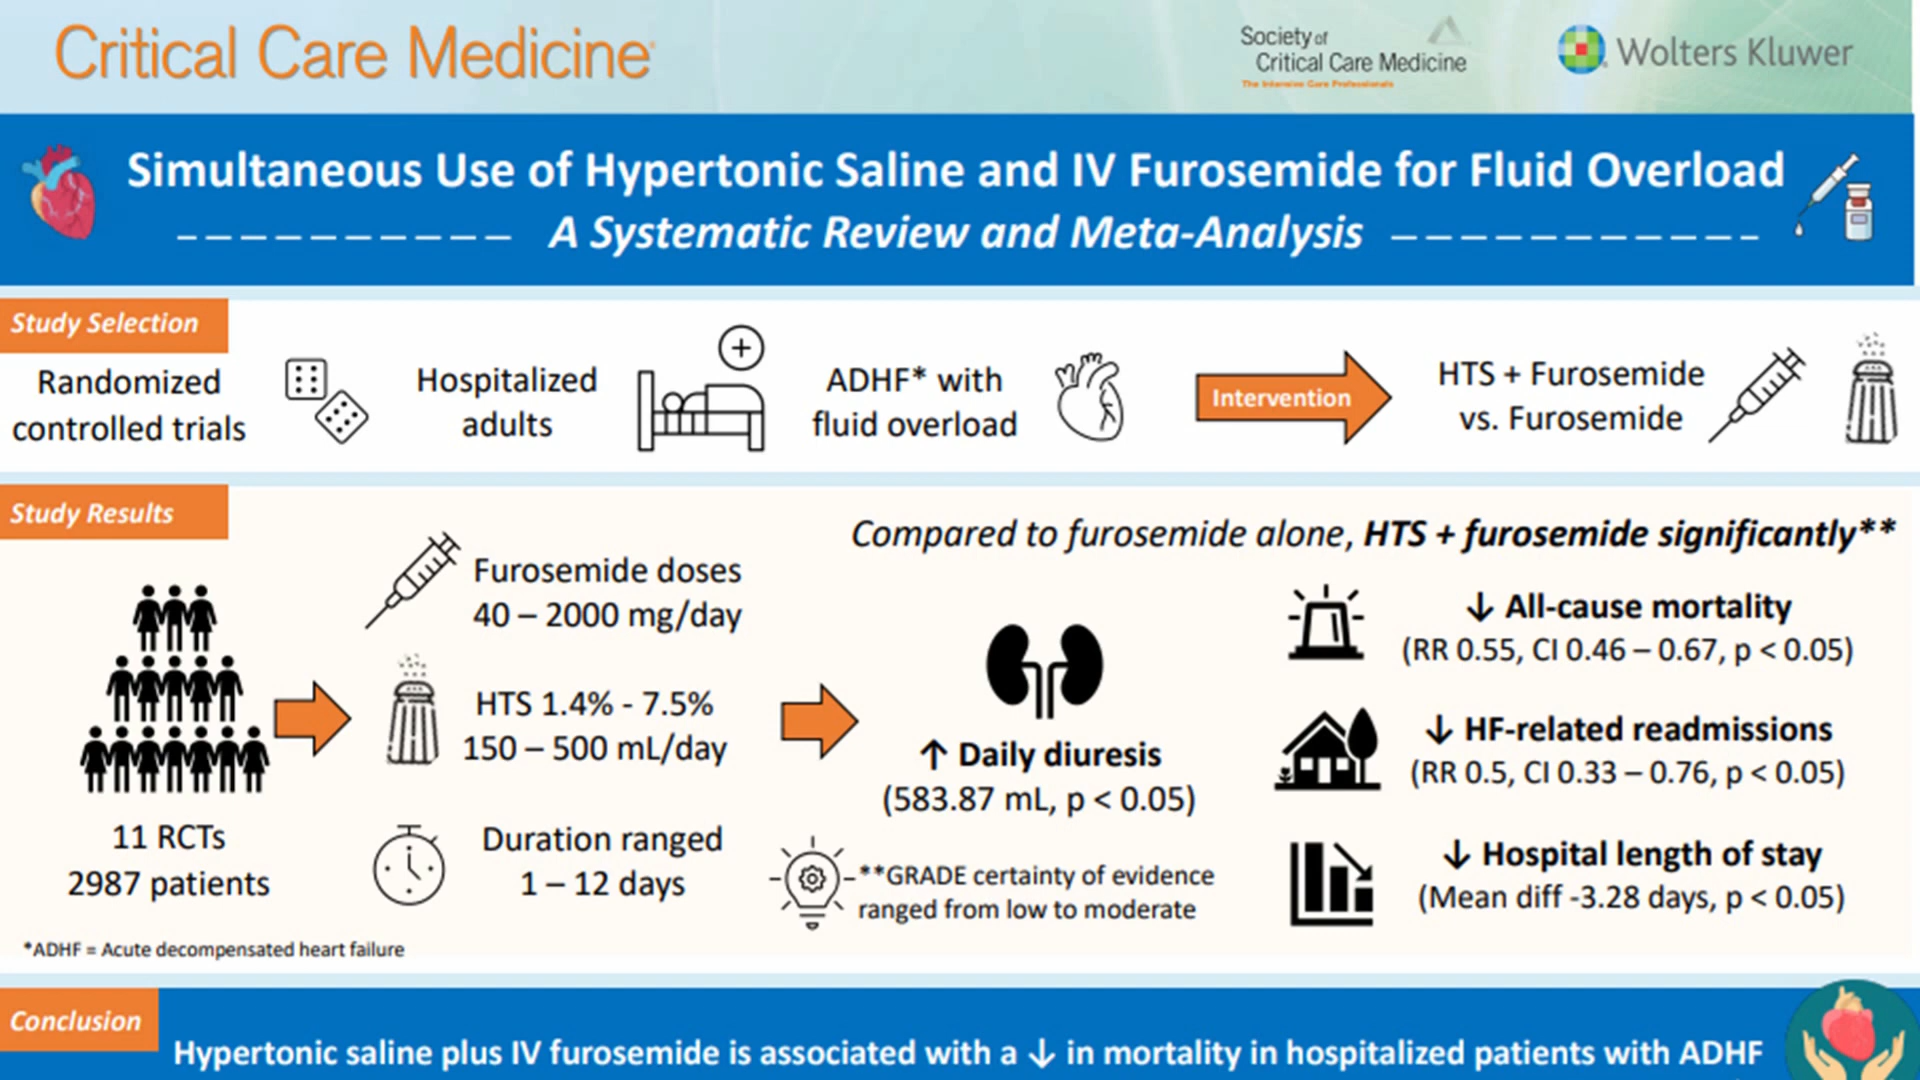 Critical Care Medicine
Society of
Critical Care Medicine
The Intensive Care Professionals
Wolters Kluwer
Simultaneous Use of Hypertonic Saline and IV Furosemide for Fluid Overload
A Systematic Review and Meta-Analysis
Study Selection
Randomized
controlled trials
Hospitalized
adults
ADHF* with
fluid overload
Intervention
HTS + Furosemide
vs. Furosemide
Study Results
11 RCTs
2987 patients
Furosemide doses
40 – 2000 mg/day
HTS 1.4% - 7.5%
150 – 500 mL/day
Duration ranged
1 – 12 days
Compared to furosemide alone, HTS + furosemide significantly**
↑ Daily diuresis
(583.87 mL, p < 0.05)
**GRADE certainty of evidence
ranged from low to moderate
↓ All-cause mortality
(RR 0.55, CI 0.46 – 0.67, p < 0.05)
↓ HF-related readmissions
(RR 0.5, CI 0.33 – 0.76, p < 0.05)
↓ Hospital length of stay
(Mean diff -3.28 days, p < 0.05)
*ADHF = Acute decompensated heart failure
Conclusion
Hypertonic saline plus IV furosemide is associated with a ↓ in mortality in hospitalized patients with ADHF